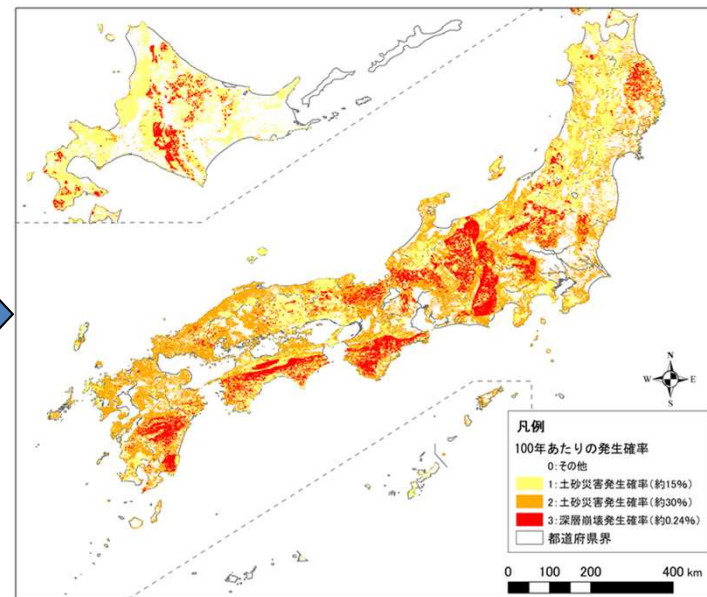 N
W E
S
凡例
100年あたりの発生確率
0:その他
1:土砂災害発生確率(約15%)
2:土砂災害発生確率(約30%)
3:深層崩壊発生確率(約0.24%)
都道府県界
0 100 200 400 km